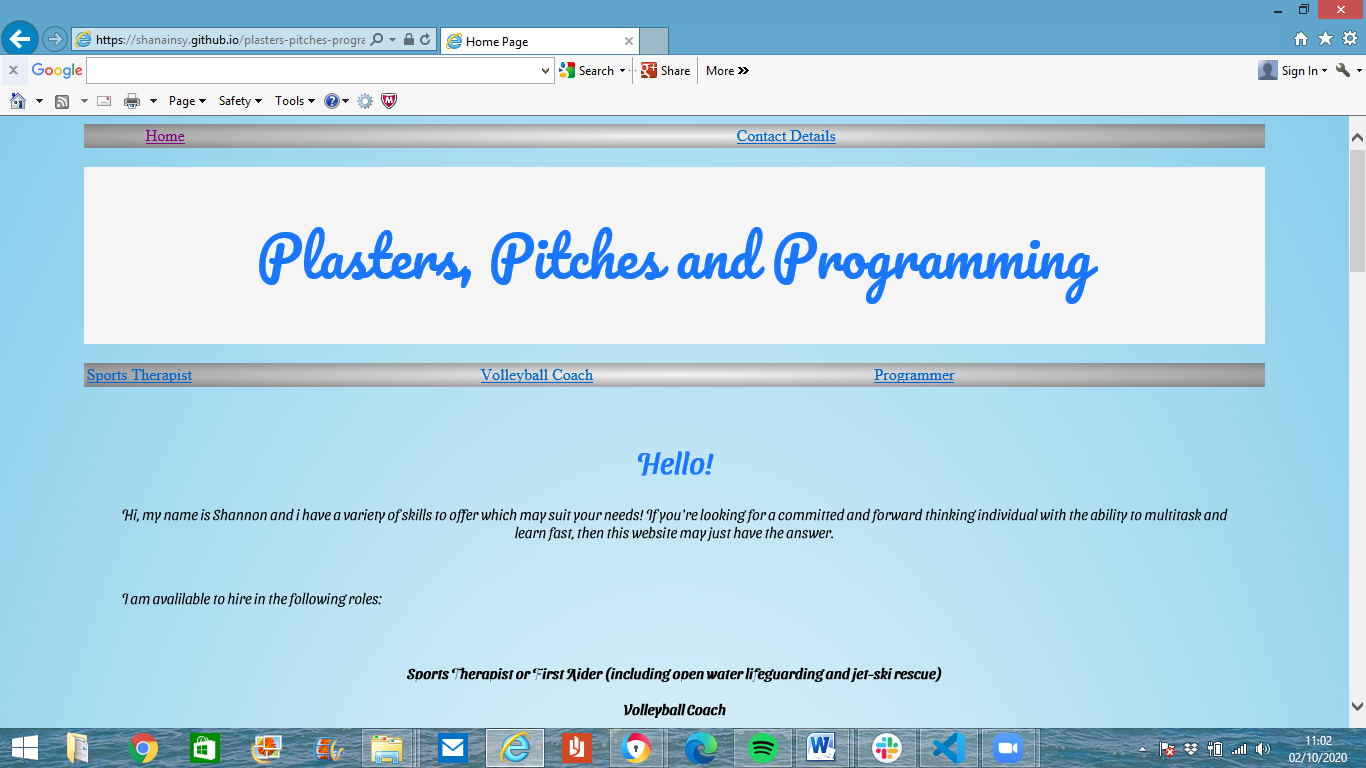 https://shanainsy.github.io/plasters-pitches-progra
Home Page
x Google Search Share More » Sign In
Page Safety Tools
Home Contact Details
Plasters, Pitches and Programming
Sports Therapist Volleyball Coach Programmer
Hello!
Hi, my name is Shannon and i have a variety of skills to offer which may suit your needs! If you're looking for a committed and forward thinking individual with the ability to multitask and
learn fast, then this website may just have the answer.
I am avalilable to hire in the following roles:
Sports Therapist or First Aider (including open water lifeguarding and jet-ski rescue)
Volleyball Coach
11:02
02/10/2020